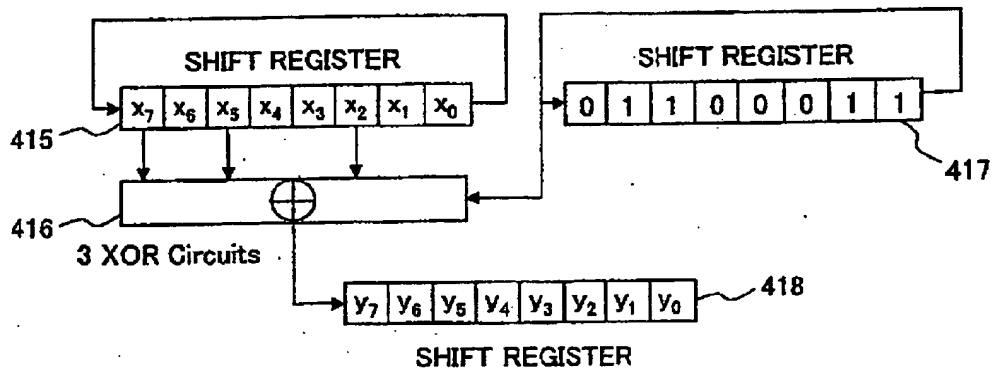 SHIFT REGISTER
SHIFT REGISTER
x₇ x₆ x₅ x₄ x₃ x₂ x₁ x₀
0 1 1 0 0 0 1 1
415
417
416
3 XOR Circuits
y₇ y₆ y₅ y₄ y₃ y₂ y₁ y₀
418
SHIFT REGISTER